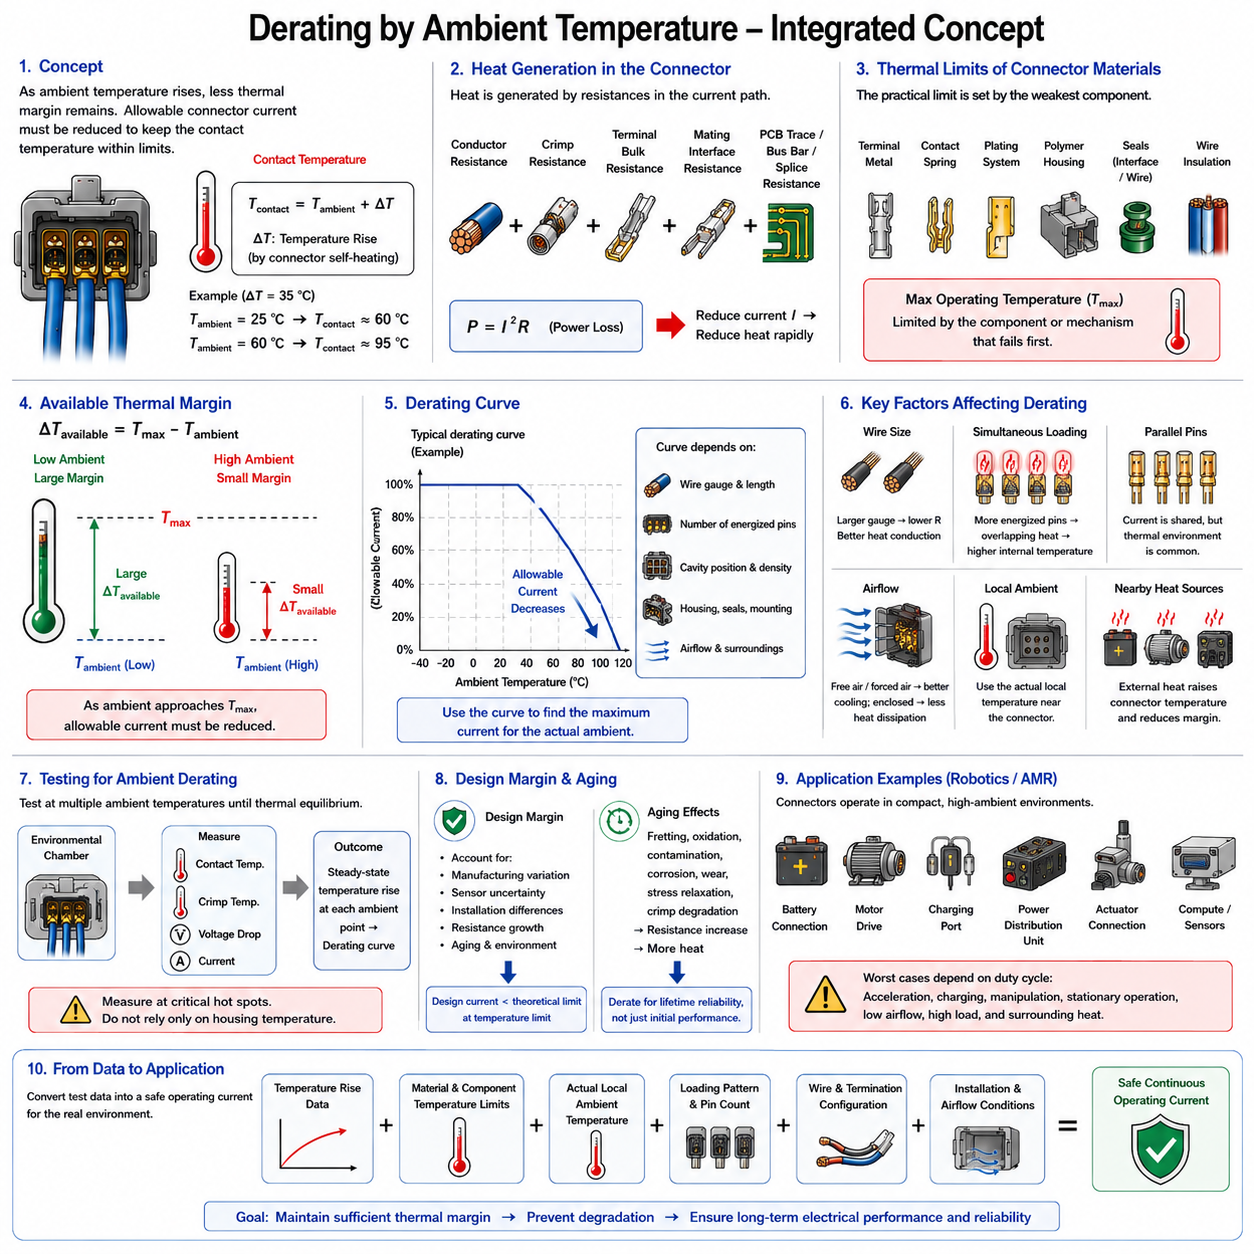 Derating by Ambient Temperature – Integrated Concept
1. Concept
As ambient temperature rises, less thermal
margin remains. Allowable connector current
must be reduced to keep the contact
temperature within limits.
Contact Temperature
T contact = T ambient + ΔT
ΔT: Temperature Rise
(by connector self-heating)
Example (ΔT = 35 °C)
T ambient = 25 °C → T contact ≈ 60 °C
T ambient = 60 °C → T contact ≈ 95 °C
2. Heat Generation in the Connector
Heat is generated by resistances in the current path.
Conductor
Resistance
Crimp
Resistance
Terminal
Bulk
Resistance
Mating
Interface
Resistance
PCB Trace /
Bus Bar /
Splice
Resistance
+ + + +
P = I²R (Power Loss)
Reduce current I →
Reduce heat rapidly
3. Thermal Limits of Connector Materials
The practical limit is set by the weakest component.
Terminal
Metal
Contact
Spring
Plating
System
Polymer
Housing
Seals
(Interface
/ Wire)
Wire
Insulation
Max Operating Temperature (Tmax)
Limited by the component or mechanism
that fails first.
4. Available Thermal Margin
ΔT available = Tmax – T ambient
Low Ambient
Large Margin
High Ambient
Small Margin
Tmax
Large
ΔT available
Small
ΔT available
T ambient (Low)
T ambient (High)
As ambient approaches Tmax,
allowable current must be reduced.
5. Derating Curve
Typical derating curve
(Example)
(Clowable Current)
100%
80%
60%
40%
20%
0%
Allowable
Current
Decreases
-40 -20 0 20 40 60 80 100 120
Ambient Temperature (°C)
Curve depends on:
Wire gauge & length
Number of energized pins
Cavity position & density
Housing, seals, mounting
Airflow & surroundings
Use the curve to find the maximum
current for the actual ambient.
6. Key Factors Affecting Derating
Wire Size
Larger gauge → lower R
Better heat conduction
Simultaneous Loading
More energized pins →
overlapping heat →
higher internal temperature
Parallel Pins
Current is shared, but
thermal environment
is common.
Airflow
Free air / forced air → better
cooling; enclosed → less
heat dissipation
Local Ambient
Use the actual local
temperature near
the connector.
Nearby Heat Sources
External heat raises
connector temperature
and reduces margin.
7. Testing for Ambient Derating
Test at multiple ambient temperatures until thermal equilibrium.
Environmental
Chamber
Measure
Contact Temp.
Crimp Temp.
V Voltage Drop
A Current
Outcome
Steady-state
temperature rise
at each ambient
point →
Derating curve
Measure at critical hot spots.
Do not rely only on housing temperature.
8. Design Margin & Aging
Design Margin
• Account for:
• Manufacturing variation
• Sensor uncertainty
• Installation differences
• Resistance growth
• Aging & environment
Design current < theoretical limit
at temperature limit
Aging Effects
Fretting, oxidation,
contamination,
corrosion, wear,
stress relaxation,
crimp degradation
→ Resistance increase
→ More heat
Derate for lifetime reliability,
not just initial performance.
9. Application Examples (Robotics / AMR)
Connectors operate in compact, high-ambient environments.
Battery
Connection
Motor
Drive
Charging
Port
Power
Distribution
Unit
Actuator
Connection
Compute /
Sensors
Worst cases depend on duty cycle:
Acceleration, charging, manipulation, stationary operation,
low airflow, high load, and surrounding heat.
10. From Data to Application
Convert test data into a safe operating current
for the real environment.
Temperature Rise
Data
+
Material & Component
Temperature Limits
+
Actual Local
Ambient
Temperature
+
Loading Pattern
& Pin Count
+
Wire & Termination
Configuration
+
Installation &
Airflow Conditions
=
Safe Continuous
Operating Current
Goal: Maintain sufficient thermal margin → Prevent degradation → Ensure long-term electrical performance and reliability